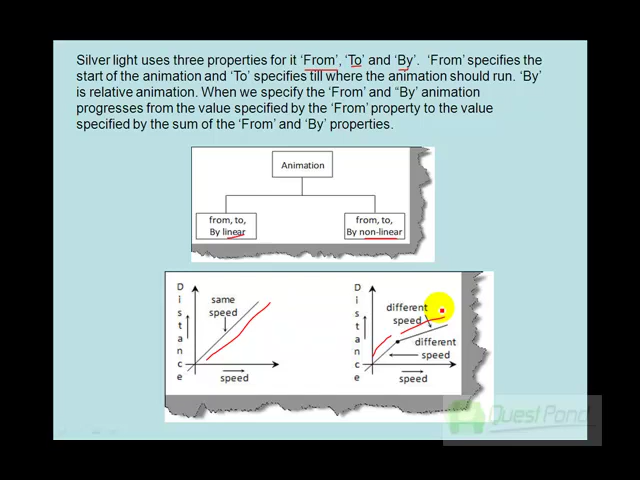 Silver light uses three properties for it ‘From’, ‘To’ and ‘By’. ‘From’ specifies the
start of the animation and ‘To’ specifies till where the animation should run. ‘By’
is relative animation. When we specify the ‘From’ and “By’ animation
progresses from the value specified by the ‘From’ property to the value
specified by the sum of the ‘From’ and ‘By’ properties.
Animation
from, to,
By linear
from, to,
By non-linear
Distance
same
speed
speed
Distance
different
speed
different
speed
speed
QuestPond